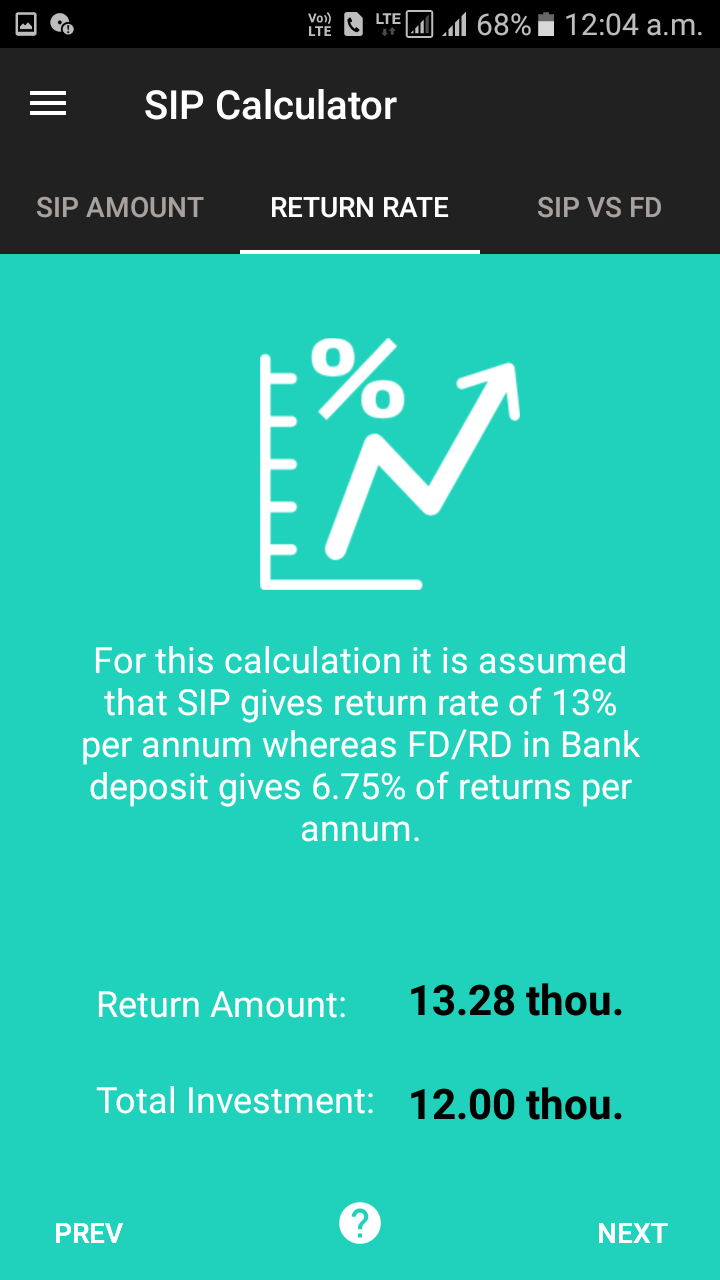 Vo) LTE LTE 68% 12:04 a.m.
SIP Calculator
SIP AMOUNT RETURN RATE SIP VS FD
%
For this calculation it is assumed
that SIP gives return rate of 13%
per annum whereas FD/RD in Bank
deposit gives 6.75% of returns per
annum.
Return Amount: 13.28 thou.
Total Investment: 12.00 thou.
PREV ? NEXT